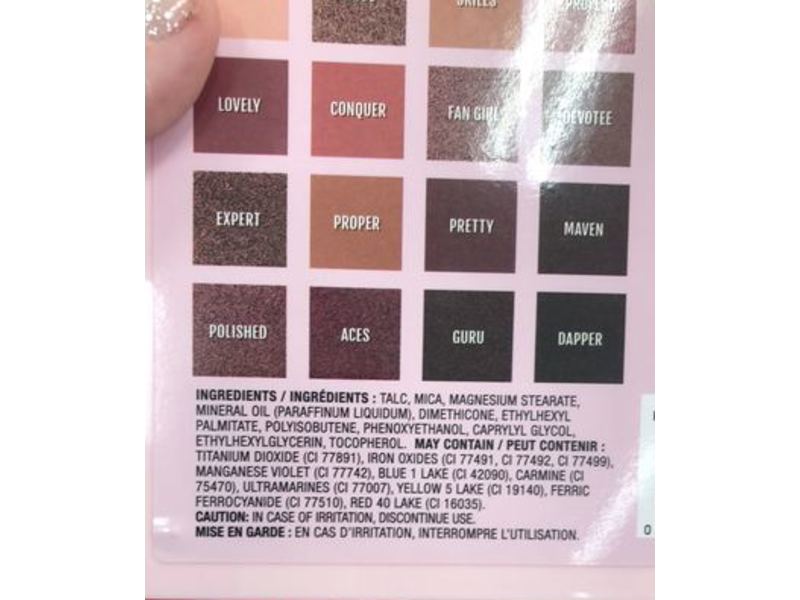 SKILLS
LOVELY CONQUER FAN GIRL DEVOTEE
EXPERT PROPER PRETTY MAVEN
POLISHED ACES GURU DAPPER
INGREDIENTS / INGRÉDIENTS : TALC, MICA, MAGNESIUM STEARATE,
MINERAL OIL (PARAFFINUM LIQUIDUM), DIMETHICONE, ETHYLHEXYL
PALMITATE, POLYISOBUTENE, PHENOXYETHANOL, CAPRYLYL GLYCOL,
ETHYLHEXYLGLYCERIN, TOCOPHEROL. MAY CONTAIN / PEUT CONTENIR :
TITANIUM DIOXIDE (CI 77891), IRON OXIDES (CI 77491, CI 77492, CI 77499),
MANGANESE VIOLET (CI 77742), BLUE 1 LAKE (CI 42090), CARMINE (CI
75470), ULTRAMARINES (CI 77007), YELLOW 5 LAKE (CI 19140), FERRIC
FERROCYANIDE (CI 77510), RED 40 LAKE (CI 16035).
CAUTION: IN CASE OF IRRITATION, DISCONTINUE USE.
MISE EN GARDE : EN CAS D'IRRITATION, INTERROMPRE L'UTILISATION.
0